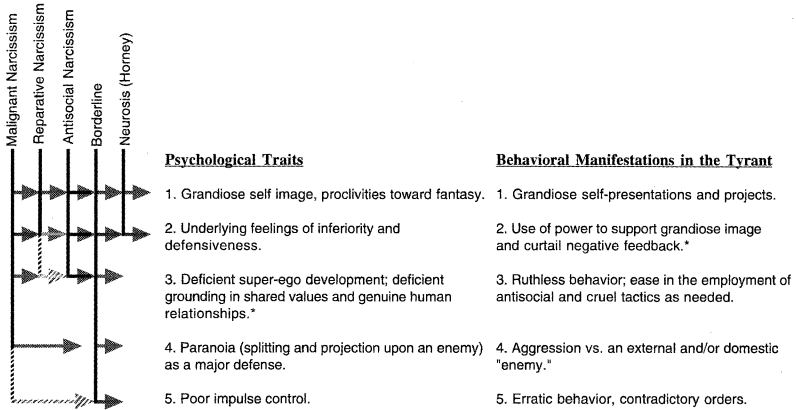 Malignant Narcissism
Reparative Narcissism
Antisocial Narcissism
Borderline
Neurosis (Horney)
Psychological Traits
1. Grandiose self image, proclivities toward fantasy.
2. Underlying feelings of inferiority and
defensiveness.
3. Deficient super-ego development; deficient
grounding in shared values and genuine human
relationships.*
4. Paranoia (splitting and projection upon an enemy)
as a major defense.
5. Poor impulse control.
Behavioral Manifestations in the Tyrant
1. Grandiose self-presentations and projects.
2. Use of power to support grandiose image
and curtail negative feedback.*
3. Ruthless behavior; ease in the employment of
antisocial and cruel tactics as needed.
4. Aggression vs. an external and/or domestic
"enemy."
5. Erratic behavior, contradictory orders.